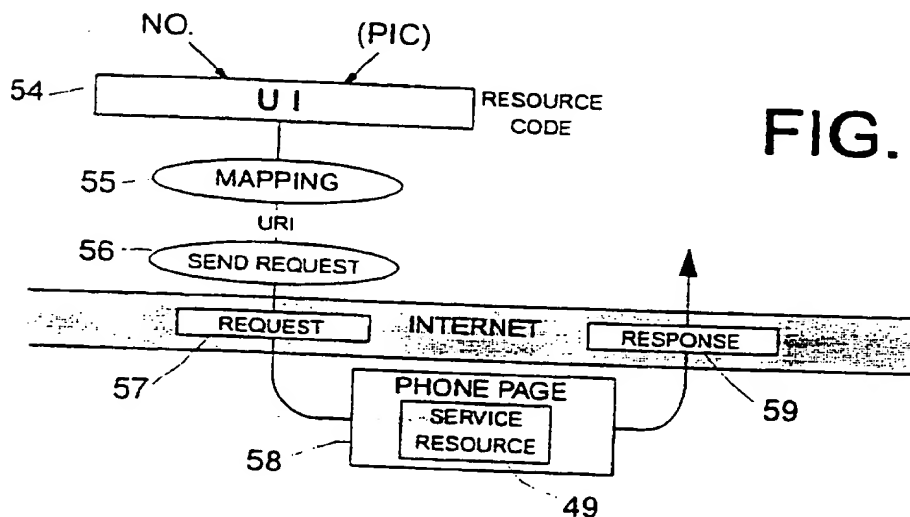 NO.
(PIC)
54
U I
RESOURCE
CODE
FIG.
55
MAPPING
URI
56
SEND REQUEST
REQUEST
INTERNET
RESPONSE
57
PHONE PAGE
59
SERVICE
RESOURCE
58
49